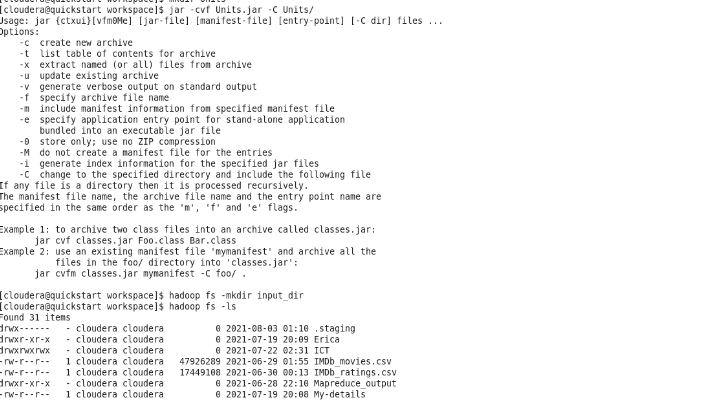 [cloudera@quickstart workspace]$ mkdir Units
[cloudera@quickstart workspace]$ jar -cvf Units.jar -C Units/
Usage: jar {ctxui}[vfm0Me] [jar-file] [manifest-file] [entry-point] [-C dir] files ...
Options:
    -c  create new archive
    -t  list table of contents for archive
    -x  extract named (or all) files from archive
    -u  update existing archive
    -v  generate verbose output on standard output
    -f  specify archive file name
    -m  include manifest information from specified manifest file
    -e  specify application entry point for stand-alone application
        bundled into an executable jar file
    -0  store only; use no ZIP compression
    -M  do not create a manifest file for the entries
    -i  generate index information for the specified jar files
    -C  change to the specified directory and include the following file
If any file is a directory then it is processed recursively.
The manifest file name, the archive file name and the entry point name are
specified in the same order as the 'm', 'f' and 'e' flags.

Example 1: to archive two class files into an archive called classes.jar:
       jar cvf classes.jar Foo.class Bar.class
Example 2: use an existing manifest file 'mymanifest' and archive all the
           files in the foo/ directory into 'classes.jar':
       jar cvfm classes.jar mymanifest -C foo/ .

[cloudera@quickstart workspace]$ hadoop fs -mkdir input_dir
[cloudera@quickstart workspace]$ hadoop fs -ls
Found 31 items
drwx------   - cloudera cloudera          0 2021-08-03 01:10 .staging
drwxr-xr-x   - cloudera cloudera          0 2021-07-19 20:09 Erica
drwxrwxrwx   - cloudera cloudera          0 2021-07-22 02:31 ICT
-rw-r--r--   1 cloudera cloudera   47926289 2021-06-29 01:55 IMDb_movies.csv
-rw-r--r--   1 cloudera cloudera   17449108 2021-06-30 00:13 IMDb_ratings.csv
drwxr-xr-x   - cloudera cloudera          0 2021-06-28 22:10 Mapreduce_output
-rw-r--r--   1 cloudera cloudera          0 2021-07-19 20:08 My-details